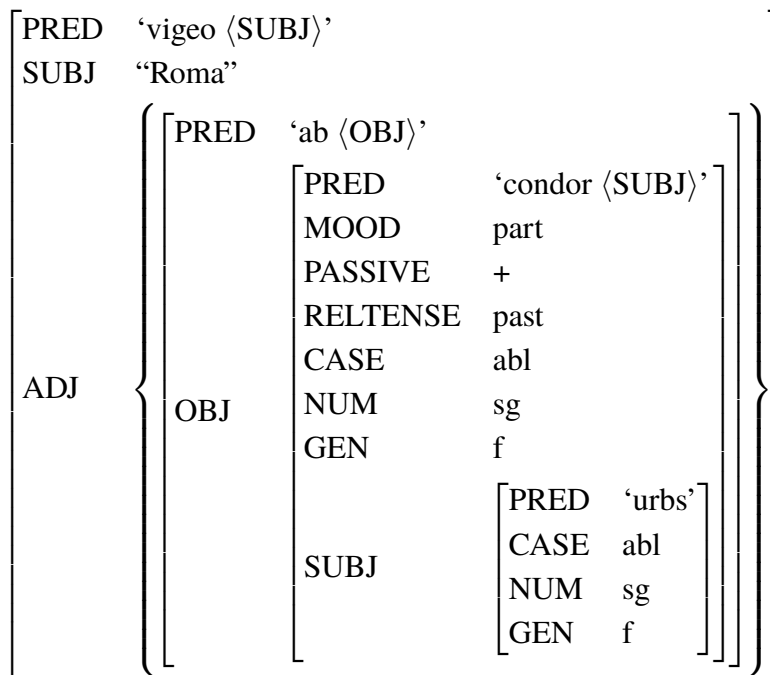 PRED ‘vigeo ⟨SUBJ⟩’
SUBJ “Roma”
PRED ‘ab ⟨OBJ⟩’
PRED ‘condor ⟨SUBJ⟩’
MOOD part
PASSIVE +
RELTENSE past
CASE abl
ADJ
OBJ
NUM sg
GEN f
PRED ‘urbs’
CASE abl
SUBJ
NUM sg
GEN f